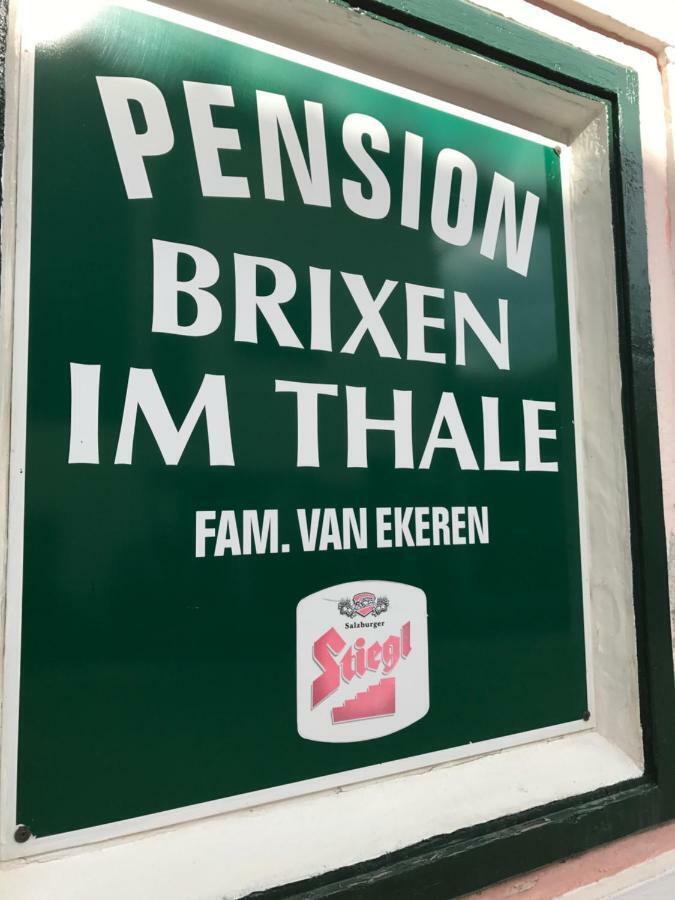 PENSION
BRIXEN
IM THALE
FAM. VAN EKEREN
Salzburger
Stiegl